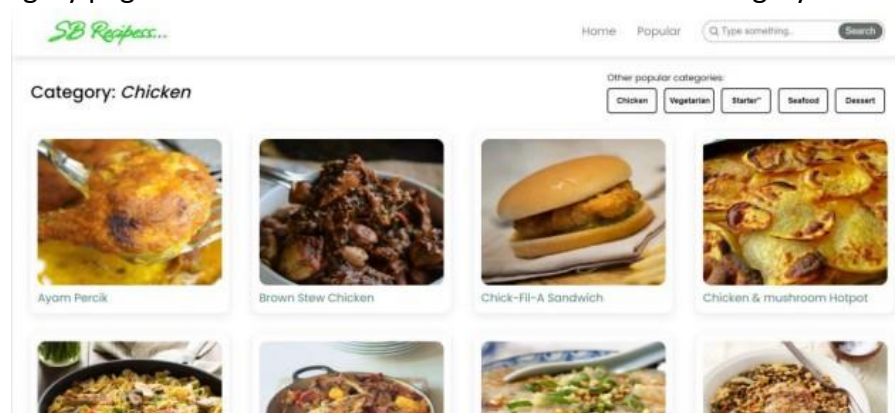 SB Recipess...
Home Popular Type something.. Search
Category: Chicken
Other popular categories:
Chicken Vegetarian Starter" Seafood Dessert
Ayam Percik Brown Stew Chicken Chick-Fil-A Sandwich Chicken & mushroom Hotpot